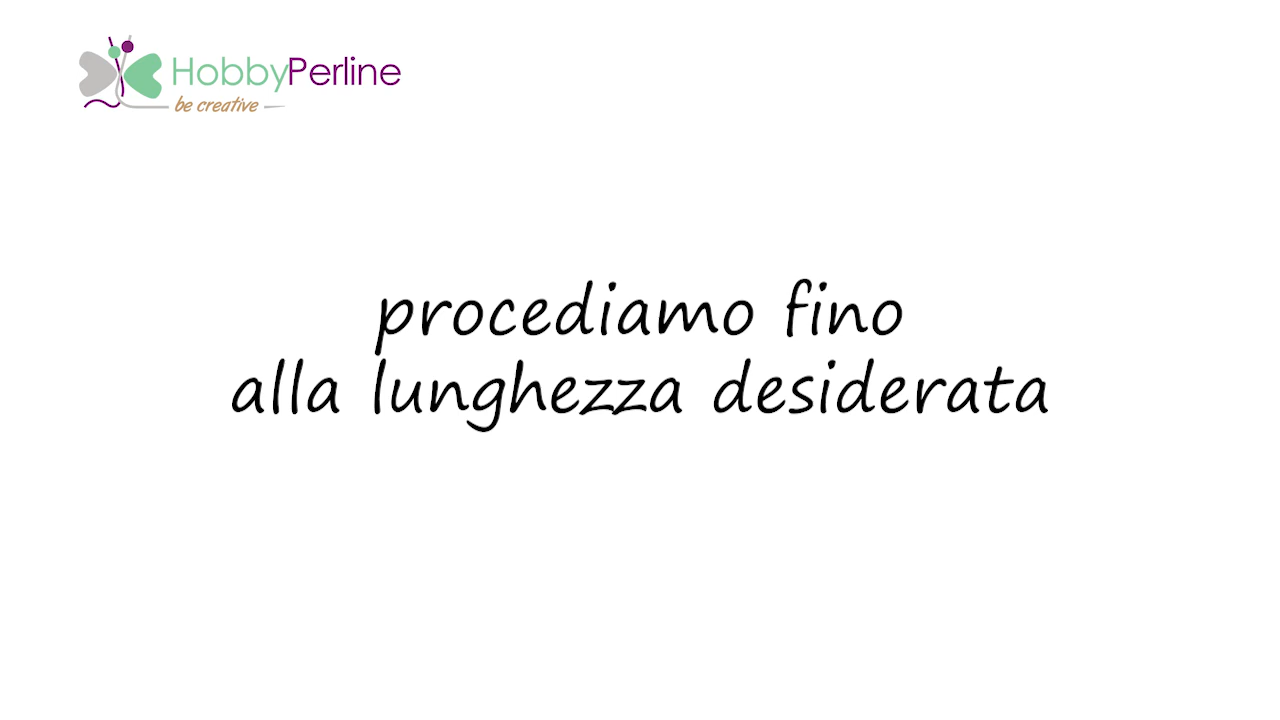 HobbyPerline
be creative
procediamo fino
alla lunghezza desiderata